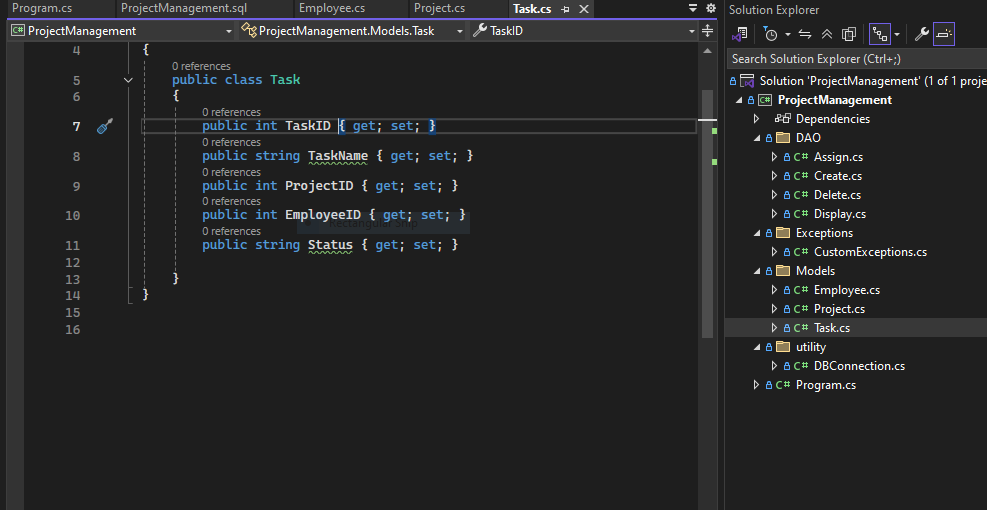 Program.cs ProjectManagement.sql Employee.cs Project.cs Task.cs
ProjectManagement ProjectManagement.Models.Task TaskID
4 {
0 references
5 public class Task
6 {
0 references
7 public int TaskID { get; set; }
0 references
8 public string TaskName { get; set; }
0 references
9 public int ProjectID { get; set; }
0 references
10 public int EmployeeID { get; set; }
Rectangular Snip
0 references
11 public string Status { get; set; }
12
13 }
14 }
15
16
Solution Explorer
Search Solution Explorer (Ctrl+;)
Solution 'ProjectManagement' (1 of 1 proje
C# ProjectManagement
Dependencies
DAO
C# Assign.cs
C# Create.cs
C# Delete.cs
C# Display.cs
Exceptions
C# CustomExceptions.cs
Models
C# Employee.cs
C# Project.cs
C# Task.cs
utility
C# DBConnection.cs
C# Program.cs